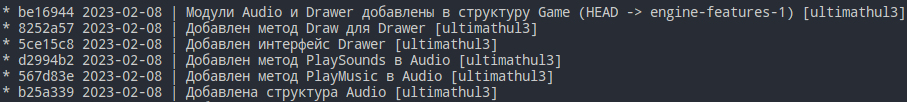 * be16944 2023-02-08 | Модули Audio и Drawer добавлены в структуру Game (HEAD -> engine-features-1) [ultimathul3]
* 8252a57 2023-02-08 | Добавлен метод Draw для Drawer [ultimathul3]
* 5ce15c8 2023-02-08 | Добавлен интерфейс Drawer [ultimathul3]
* d2994b2 2023-02-08 | Добавлен метод PlaySounds в Audio [ultimathul3]
* 567d83e 2023-02-08 | Добавлен метод PlayMusic в Audio [ultimathul3]
* b25a339 2023-02-08 | Добавлена структура Audio [ultimathul3]